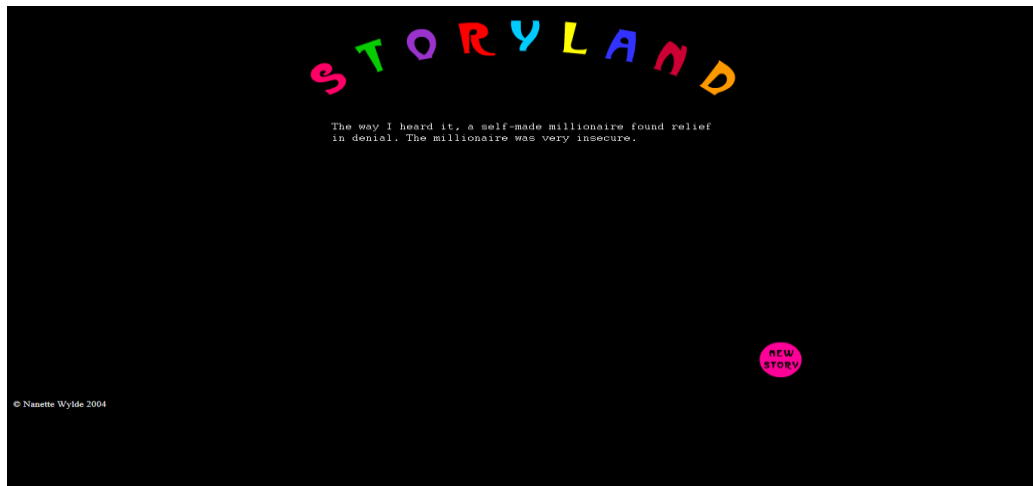 STORYLAND
The way I heard it, a self-made millionaire found relief
in denial. The millionaire was very insecure.
NEW
STORY
© Nanette Wylde 2004